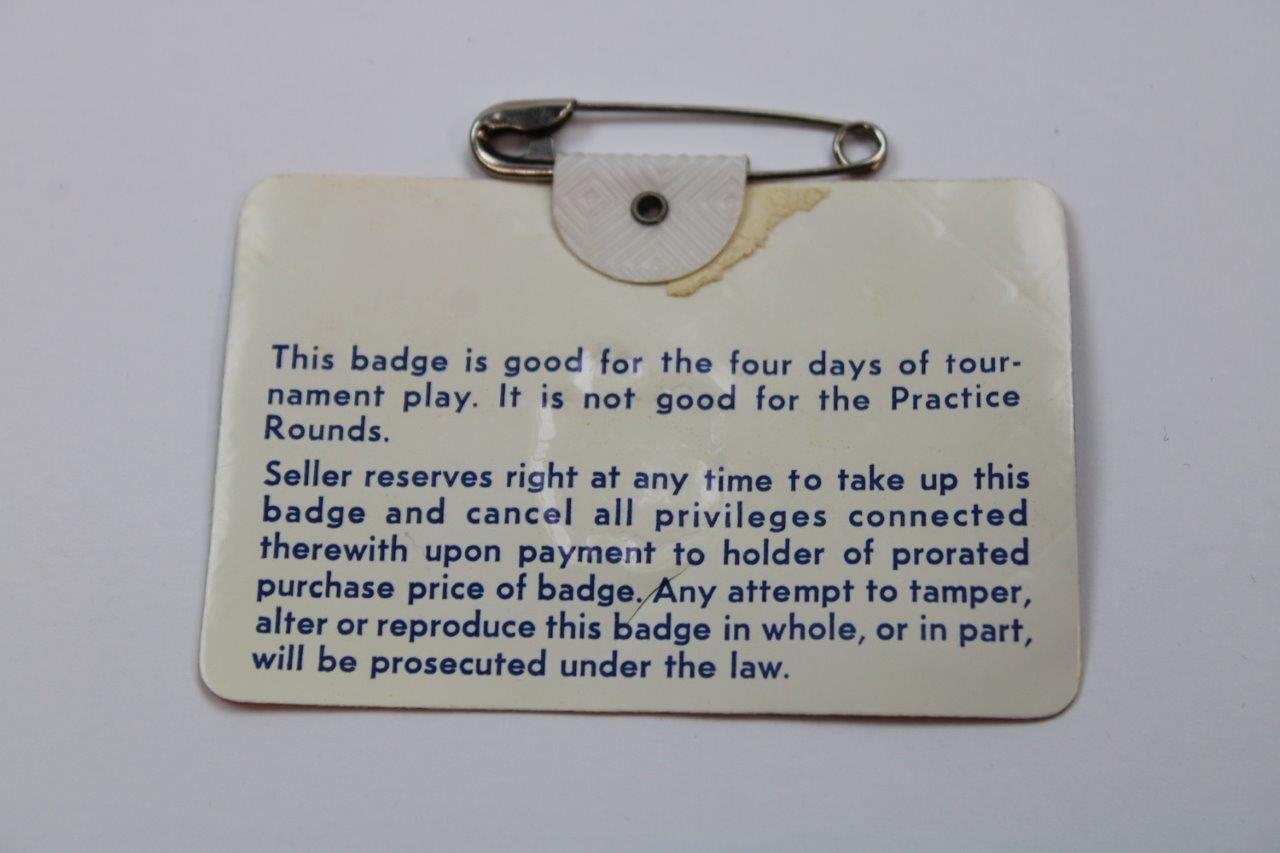 This badge is good for the four days of tour-
nament play. It is not good for the Practice
Rounds.
Seller reserves right at any time to take up this
badge and cancel all privileges connected
therewith upon payment to holder of prorated
purchase price of badge. Any attempt to tamper,
alter or reproduce this badge in whole, or in part,
will be prosecuted under the law.